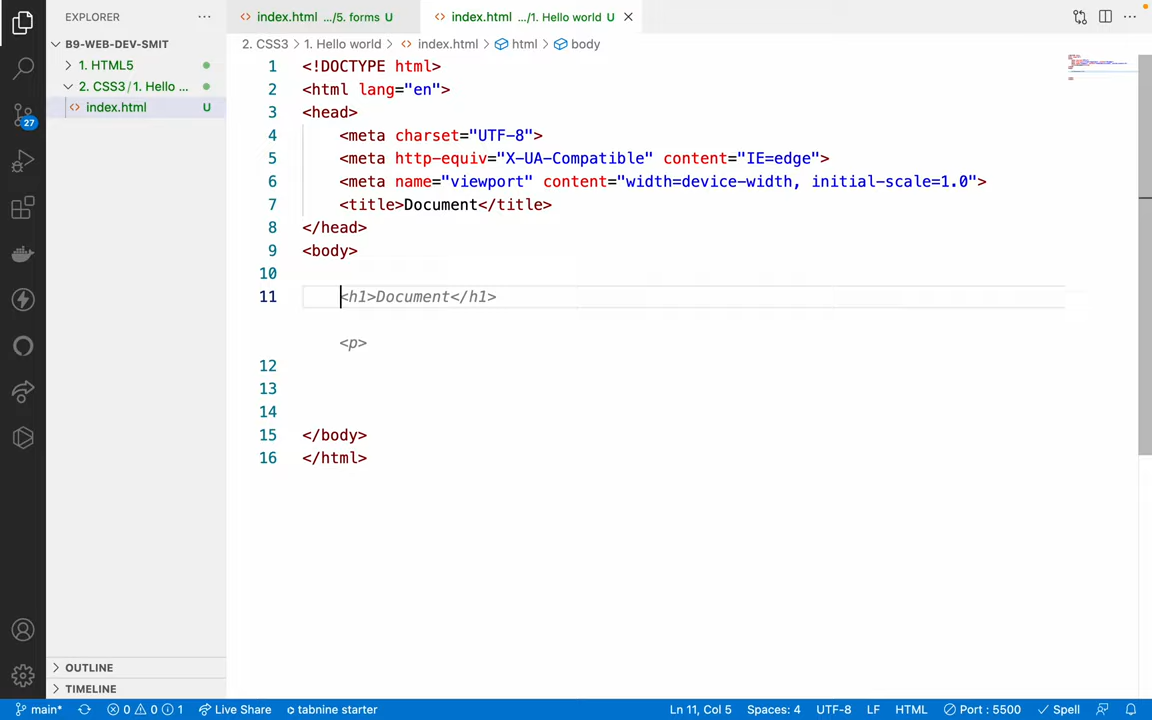 EXPLORER
B9-WEB-DEV-SMIT
1. HTML5
2. CSS3 / 1. Hello ...
index.html U
OUTLINE
TIMELINE
27
index.html .../5. forms U
index.html .../1. Hello world U
2. CSS3 > 1. Hello world > index.html > html > body
1 <!DOCTYPE html>
2 <html lang="en">
3 <head>
4 <meta charset="UTF-8">
5 <meta http-equiv="X-UA-Compatible" content="IE=edge">
6 <meta name="viewport" content="width=device-width, initial-scale=1.0">
7 <title>Document</title>
8 </head>
9 <body>
10
11 <h1>Document</h1>
<p>
12
13
14
15 </body>
16 </html>
main* 0 0 1 Live Share tabnine starter Ln 11, Col 5 Spaces: 4 UTF-8 LF HTML Port : 5500 Spell